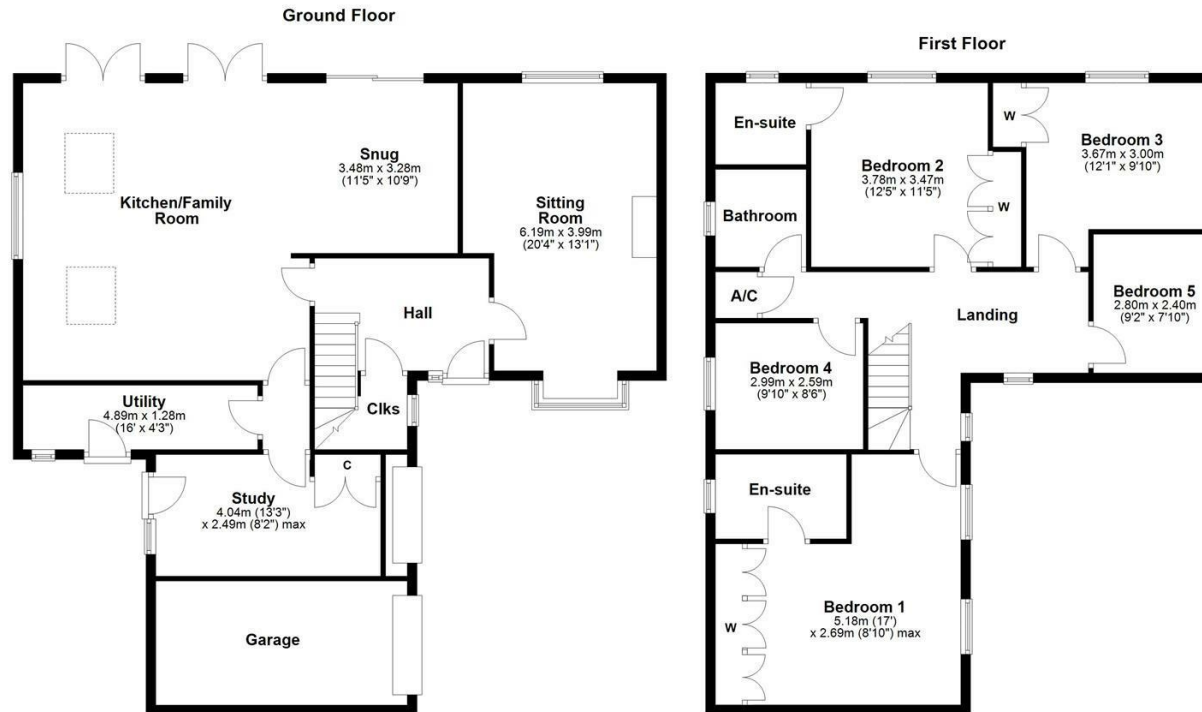 Ground Floor
Snug
3.48m x 3.28m
(11'5" x 10'9")
Kitchen/Family
Room
Sitting
Room
6.19m x 3.99m
(20'4" x 13'1")
Hall
Utility
4.89m x 1.28m
(16' x 4'3")
Clks
C
Study
4.04m (13'3")
x 2.49m (8'2") max
Garage
First Floor
En-suite
Bedroom 2
3.78m x 3.47m
(12'5" x 11'5")
W
W
Bedroom 3
3.67m x 3.00m
(12'1" x 9'10")
Bathroom
A/C
Landing
Bedroom 5
2.80m x 2.40m
(9'2" x 7'10")
Bedroom 4
2.99m x 2.59m
(9'10" x 8'6")
En-suite
W
Bedroom 1
5.18m (17')
x 2.69m (8'10") max